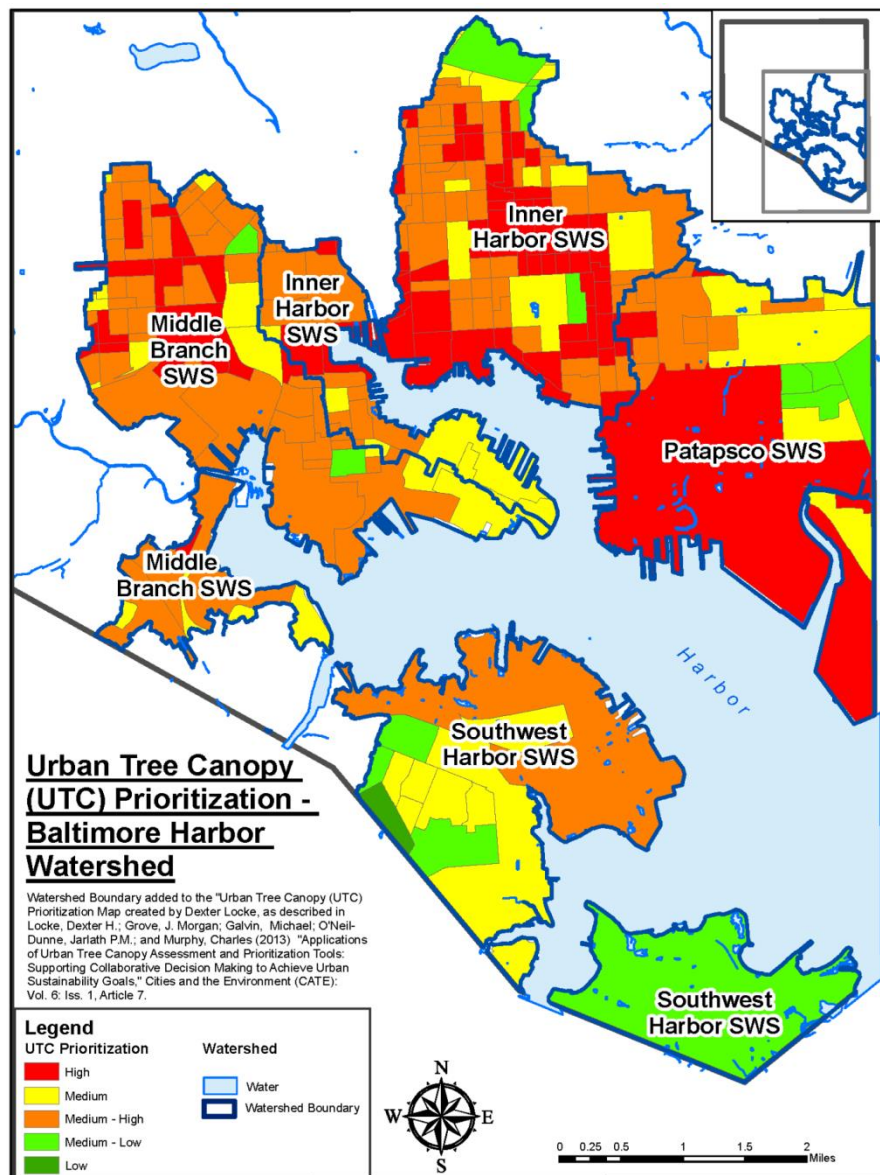 Inner
Harbor SWS
Inner
Harbor
SWS
Middle
Branch
SWS
Patapsco SWS
Middle
Branch SWS
Harbor
Southwest
Harbor SWS
Urban Tree Canopy
(UTC) Prioritization -
Baltimore Harbor
Watershed
Watershed Boundary added to the "Urban Tree Canopy (UTC)
Prioritization Map created by Dexter Locke, as described in
Locke, Dexter H.; Grove, J. Morgan; Galvin, Michael; O'Neil-
Dunne, Jarlath P.M.; and Murphy, Charles (2013) "Applications
of Urban Tree Canopy Assessment and Prioritization Tools:
Supporting Collaborative Decision Making to Achieve Urban
Sustainability Goals," Cities and the Environment (CATE):
Vol. 6: Iss. 1, Article 7.
Southwest
Harbor SWS
Legend
UTC Prioritization
High
Medium
Medium - High
Medium - Low
Low
Watershed
Water
Watershed Boundary
N
W E
S
0 0.25 0.5 1 1.5 2
Miles